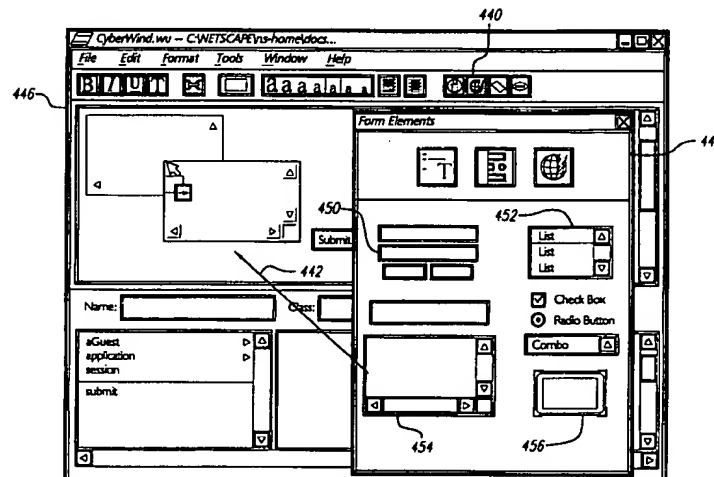 440
CyberWind.wu -- C:\NETSCAPE\ns-home\docs...
File Edit Format Tools Window Help
B I U T a a a a a a a
446
Form Elements
44
T
450
452
List
List
List
Submit
442
Name:
Class:
Check Box
Radio Button
Combo
aGuest
application
session
submit
454
456